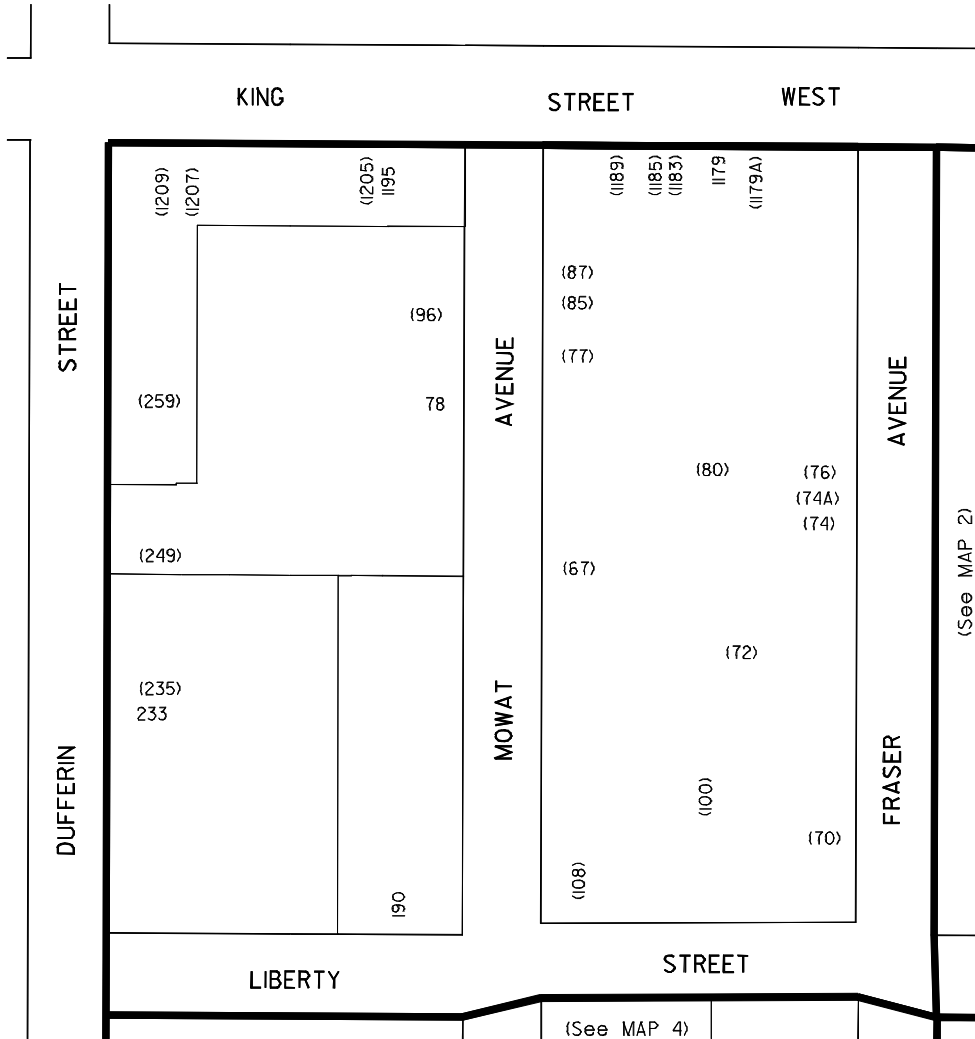 KING STREET WEST
(1209)
(1207)
(1205)
1195
(1189)
(1185)
(1183)
1179
(1179A)
(87)
(85)
(96)
(77)
STREET
AVENUE
AVENUE
(259)
78
(80)
(76)
(74A)
(74)
(See MAP 2)
(249)
(67)
(72)
(235)
233
MOWAT
DUFFERIN
FRASER
(100)
(70)
(108)
190
LIBERTY STREET
(See MAP 4)